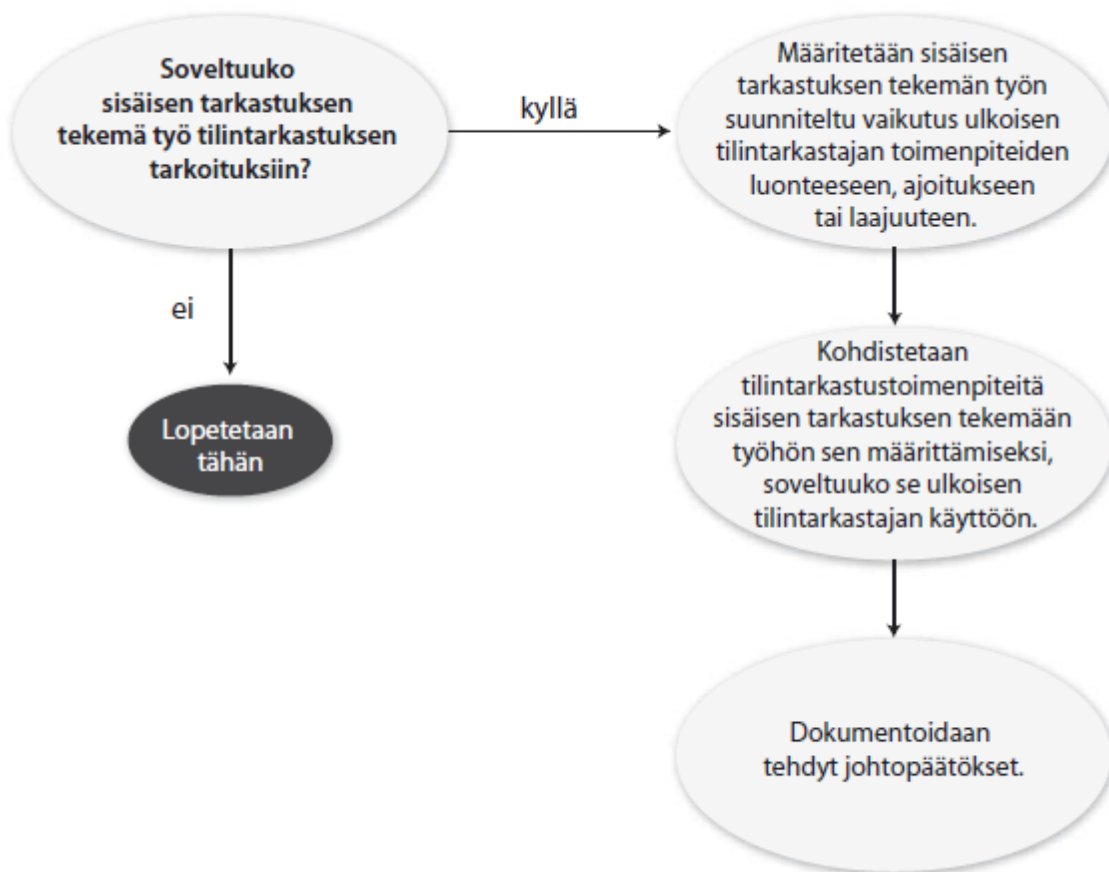 Soveltuuko
sisäisen tarkastuksen
tekemä työ tilintarkastuksen
tarkoituksiin?
kyllä
Määritetään sisäisen
tarkastuksen tekemän työn
suunniteltu vaikutus ulkoisen
tilintarkastajan toimenpiteiden
luonteeseen, ajoitukseen
tai laajuuteen.
ei
Lopetetaan
tähän
Kohdistetaan
tilintarkastustoimenpiteitä
sisäisen tarkastuksen tekemään
työhön sen määrittämiseksi,
soveltuuko se ulkoisen
tilintarkastajan käyttöön.
Dokumentoidaan
tehdyt johtopäätökset.